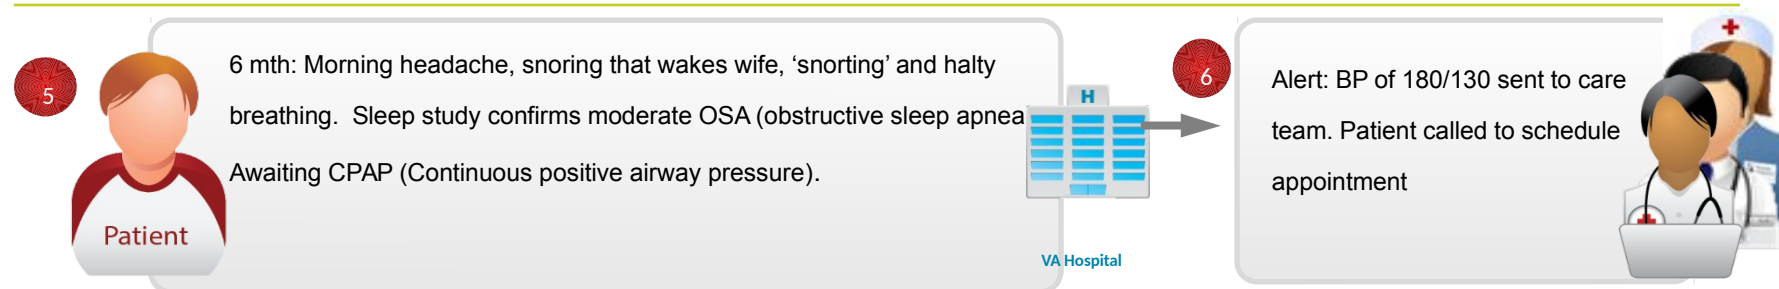 5
6 mth: Morning headache, snoring that wakes wife, ‘snorting’ and halty
breathing.  Sleep study confirms moderate OSA (obstructive sleep apnea
Awaiting CPAP (Continuous positive airway pressure).
Patient
H
VA Hospital
6
Alert: BP of 180/130 sent to care
team. Patient called to schedule
appointment